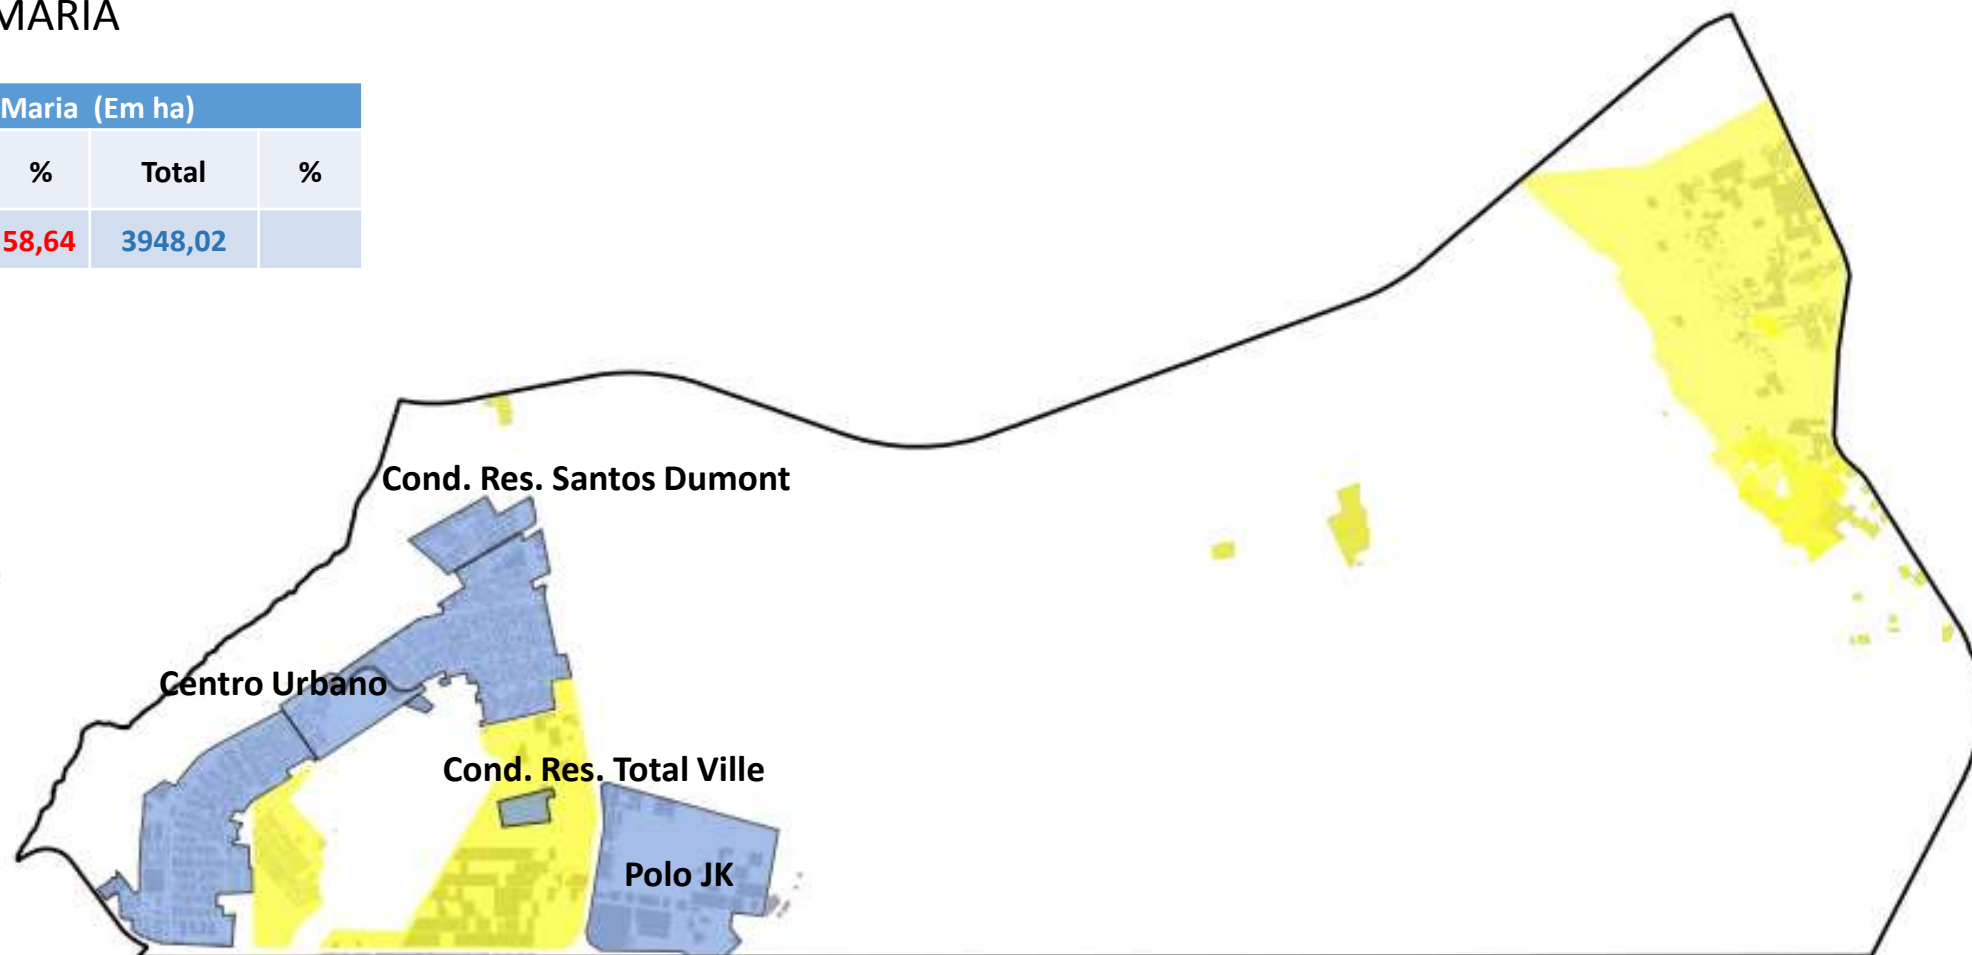 MARIA
Maria (Em ha)
% Total %
58,64 3948,02
Cond. Res. Santos Dumont
Centro Urbano
Cond. Res. Total Ville
Polo JK